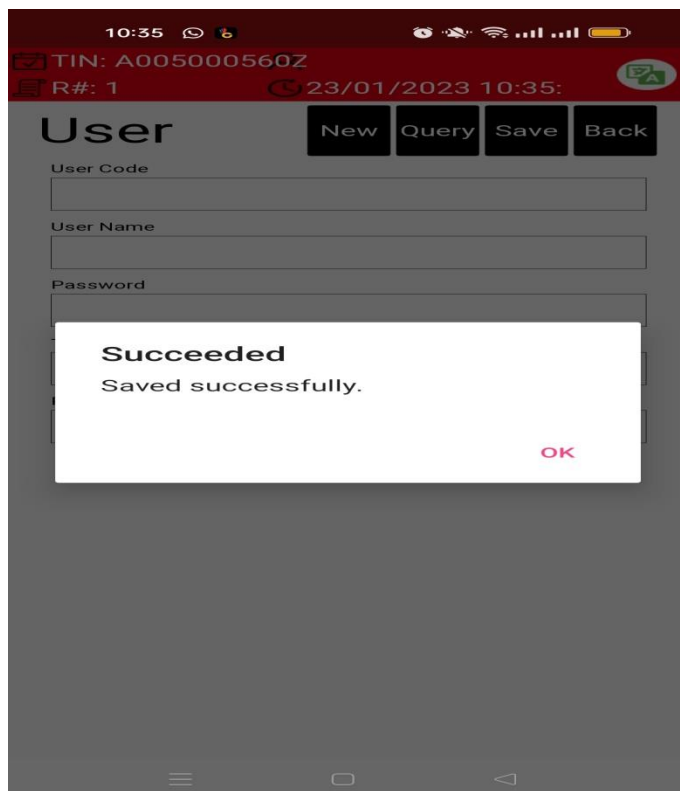 10:35
TIN: A005000560Z
R#: 1 23/01/2023 10:35:
User New Query Save Back
User Code
User Name
Password
Succeeded
Saved successfully.
OK